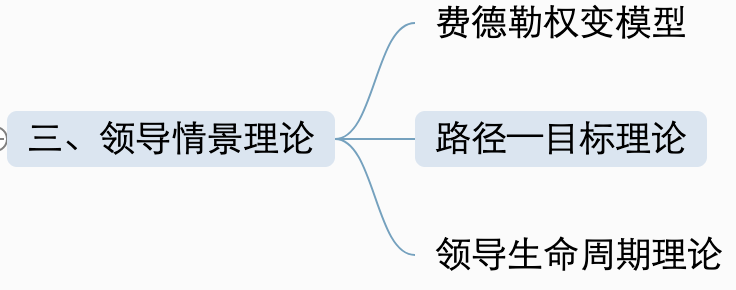 费德勒权变模型
三、领导情景理论
路径—目标理论
领导生命周期理论